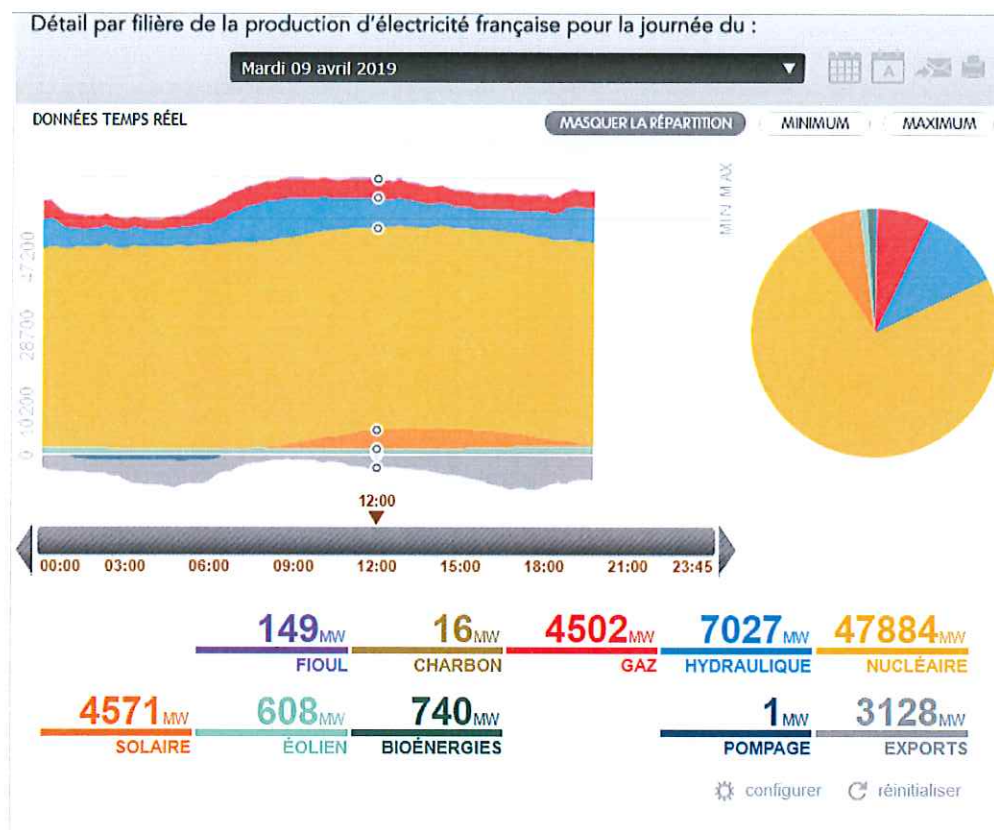 Détail par filière de la production d'électricité française pour la journée du :
Mardi 09 avril 2019
A
DONNÉES TEMPS RÉEL
MASQUER LA RÉPARTITION
MINIMUM
MAXIMUM
MIN MAX
47200
28700
10200
0
12:00
00:00 03:00 06:00 09:00 12:00 15:00 18:00 21:00 23:45
149MW 16MW 4502MW 7027MW 47884MW
FIOUL CHARBON GAZ HYDRAULIQUE NUCLÉAIRE
4571MW 608MW 740MW 1MW 3128MW
SOLAIRE ÉOLIEN BIOÉNERGIES POMPAGE EXPORTS
configurer réinitialiser